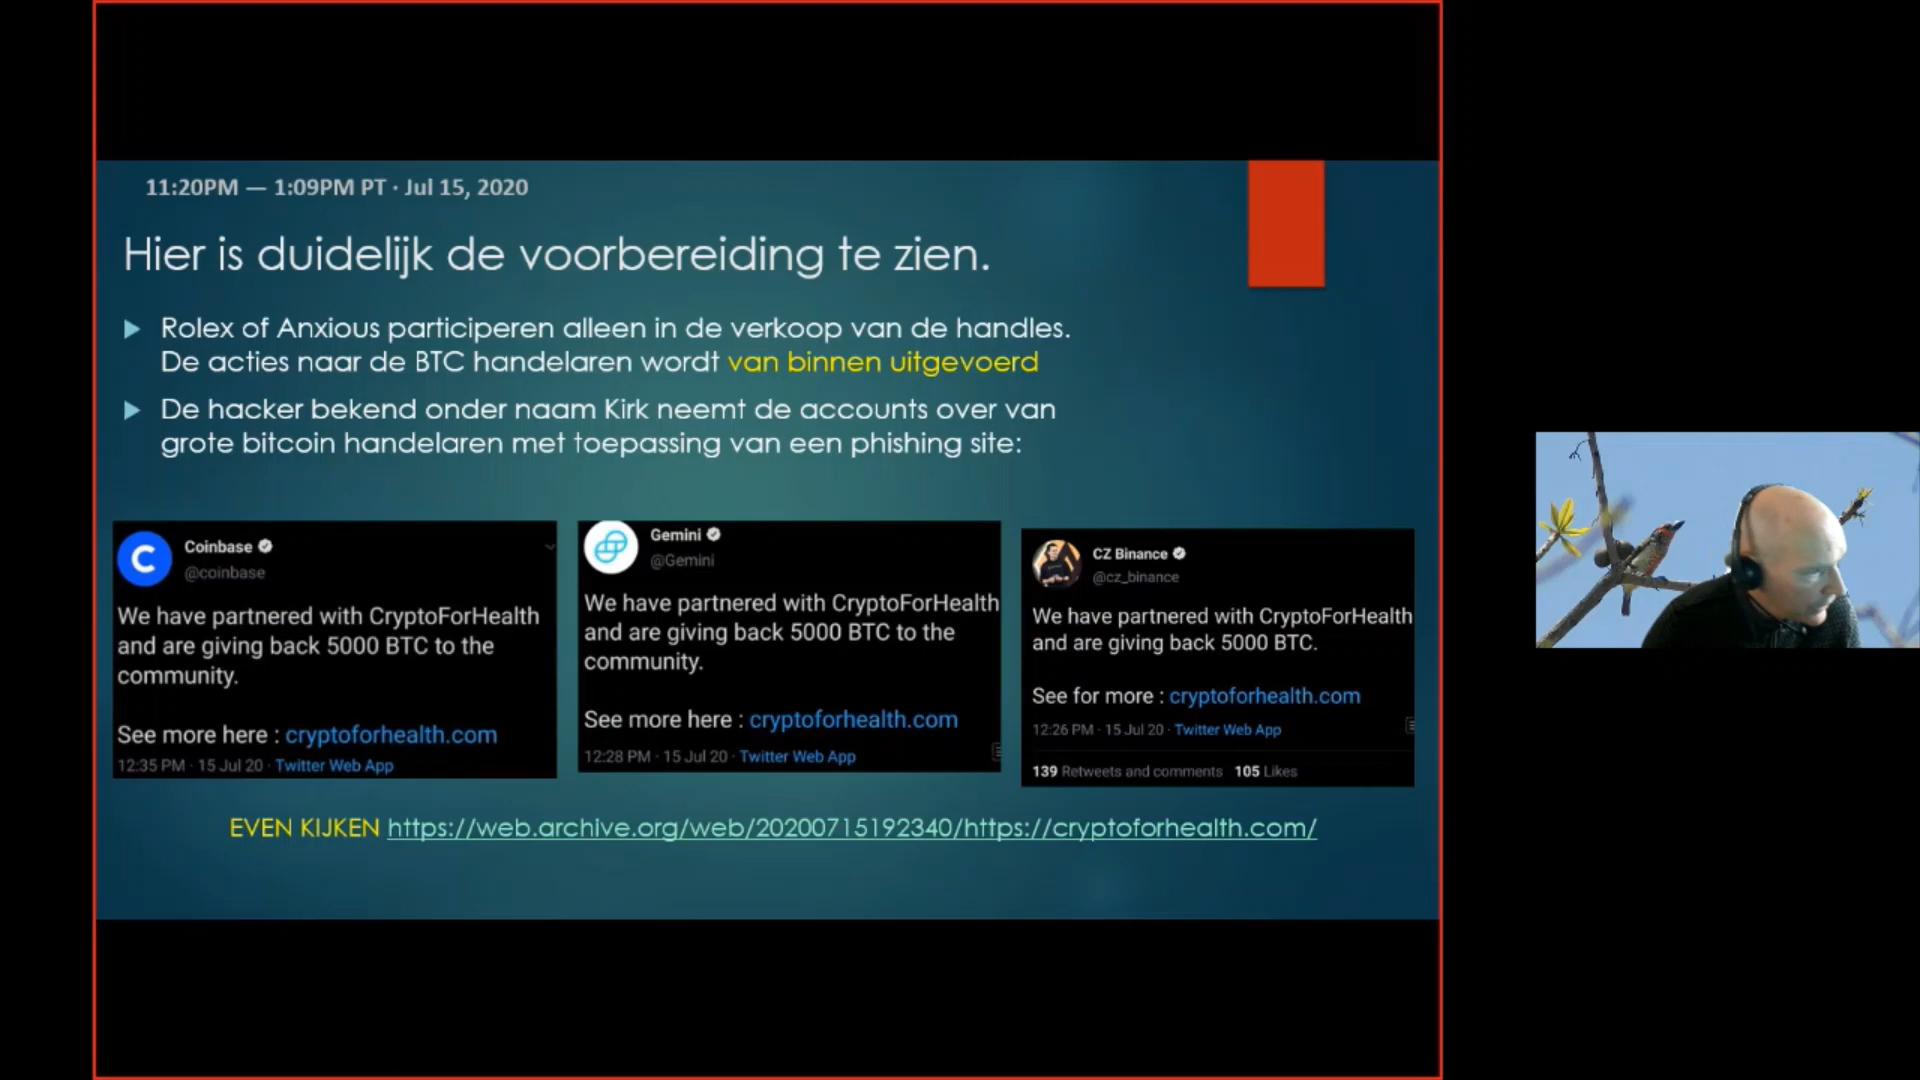 11:20PM — 1:09PM PT · Jul 15, 2020
Hier is duidelijk de voorbereiding te zien.
Rolex of Anxious participeren alleen in de verkoop van de handles.
De acties naar de BTC handelaren wordt van binnen uitgevoerd
De hacker bekend onder naam Kirk neemt de accounts over van
grote bitcoin handelaren met toepassing van een phishing site:
Coinbase
@coinbase
We have partnered with CryptoForHealth
and are giving back 5000 BTC to the
community.
See more here : cryptoforhealth.com
12:35 PM · 15 Jul 20 · Twitter Web App
Gemini
@Gemini
We have partnered with CryptoForHealth
and are giving back 5000 BTC to the
community.
See more here : cryptoforhealth.com
12:28 PM · 15 Jul 20 · Twitter Web App
CZ Binance
@cz_binance
We have partnered with CryptoForHealth
and are giving back 5000 BTC.
See for more : cryptoforhealth.com
12:26 PM · 15 Jul 20 · Twitter Web App
139 Retweets and comments 105 Likes
EVEN KIJKEN https://web.archive.org/web/20200715192340/https://cryptoforhealth.com/